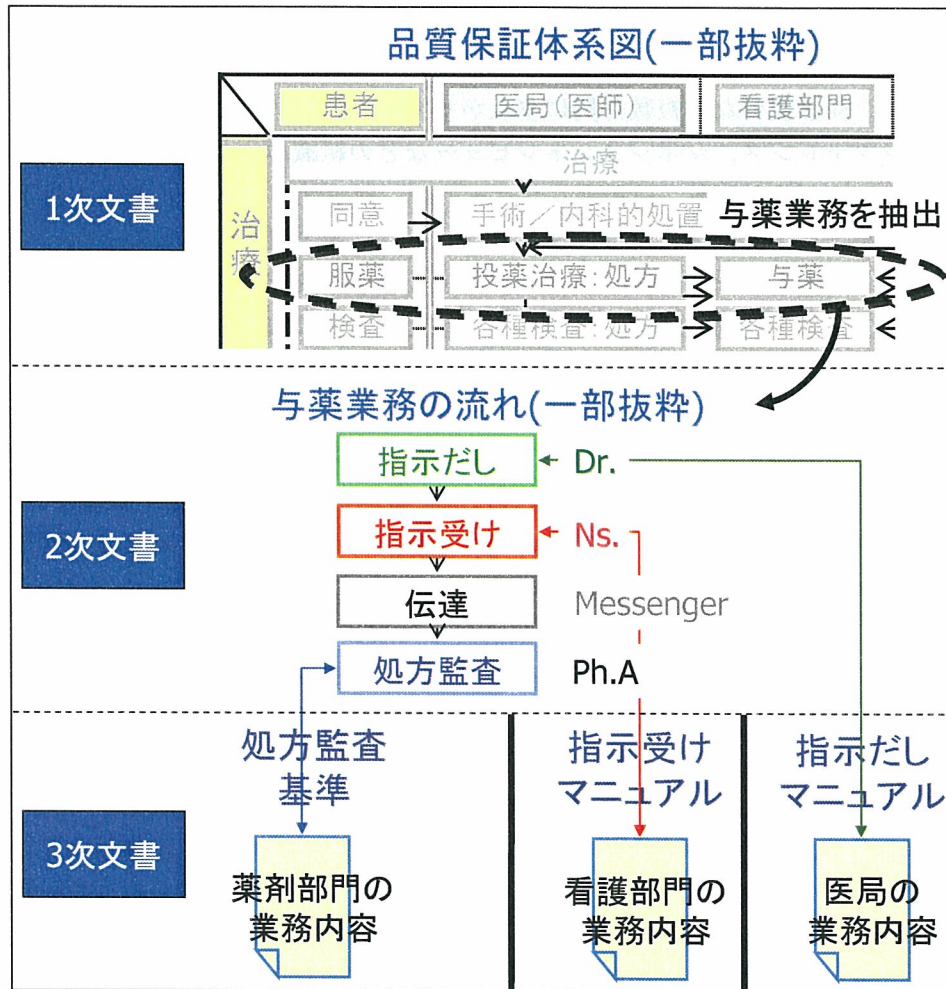 品質保証体系図(一部抜粋)
患者
医局(医師)
看護部門
1次文書
治療
治療
同意
手術／内科的処置
与薬業務を抽出
服薬
投薬治療:処方
与薬
検査
各種検査:処方
各種検査
与薬業務の流れ(一部抜粋)
2次文書
指示だし
Dr.
指示受け
Ns.
伝達
Messenger
処方監査
Ph.A
3次文書
処方監査
基準
指示受け
マニュアル
指示だし
マニュアル
薬剤部門の
業務内容
看護部門の
業務内容
医局の
業務内容